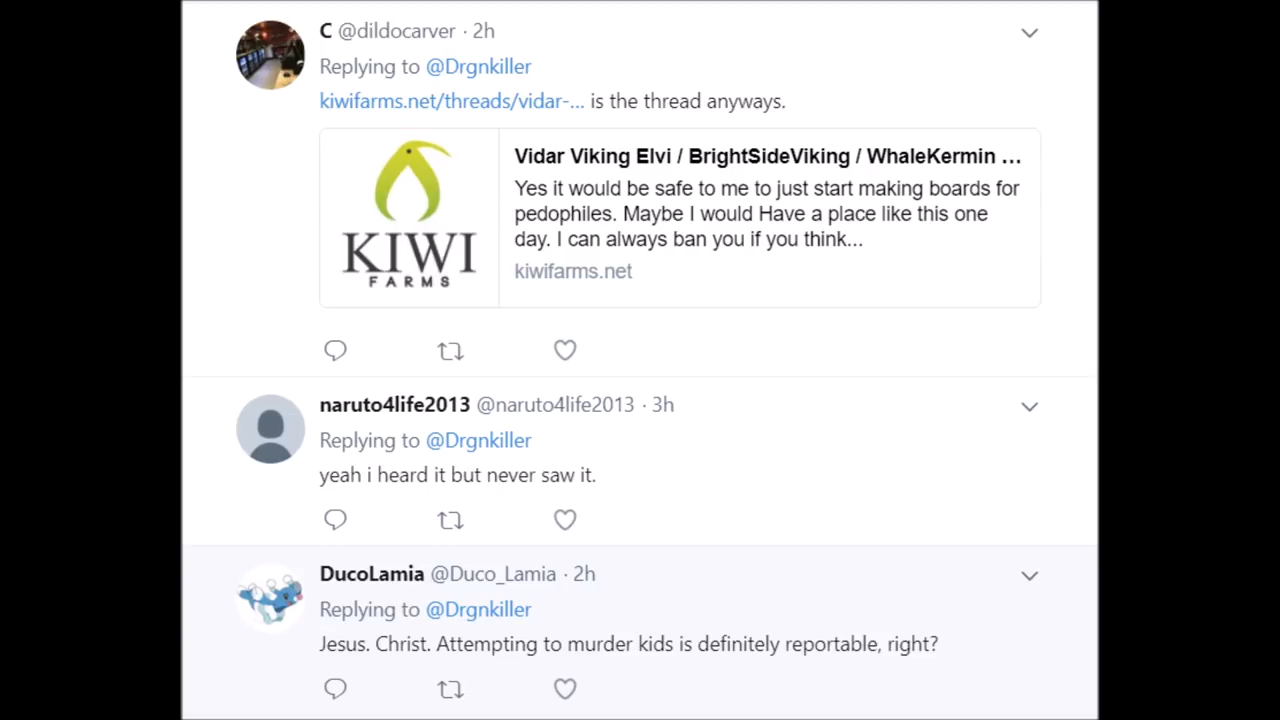 C @dildocarver · 2h
Replying to @Drgnkiller
kiwifarms.net/threads/vidar-... is the thread anyways.
KIWI
FARMS
Vidar Viking Elvi / BrightSideViking / WhaleKermin ...
Yes it would be safe to me to just start making boards for
pedophiles. Maybe I would Have a place like this one
day. I can always ban you if you think...
kiwifarms.net
naruto4life2013 @naruto4life2013 · 3h
Replying to @Drgnkiller
yeah i heard it but never saw it.
DucoLamia @Duco_Lamia · 2h
Replying to @Drgnkiller
Jesus. Christ. Attempting to murder kids is definitely reportable, right?